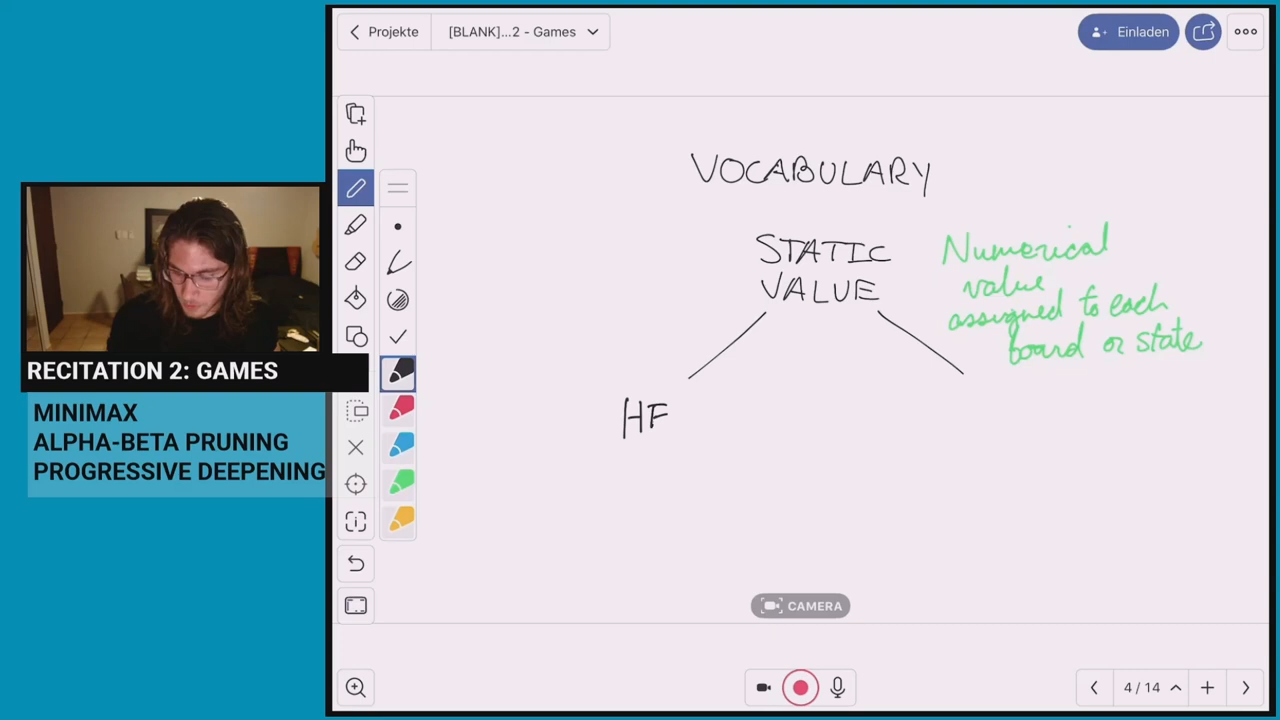 Projekte
[BLANK]...2 - Games
Einladen
VOCABULARY
STATIC
VALUE
Numerical
value
assigned to each
board or state
HF
RECITATION 2: GAMES
MINIMAX
ALPHA-BETA PRUNING
PROGRESSIVE DEEPENING
CAMERA
4 / 14